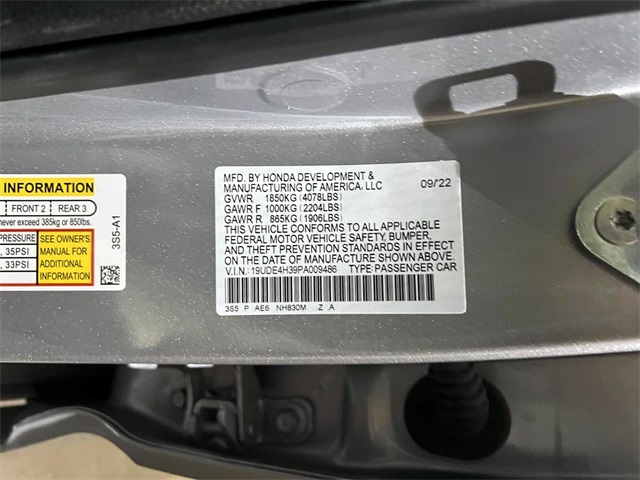 INFORMATION
FRONT 2 REAR 3
never exceed 385kg or 850lbs.
PRESSURE
SEE OWNER'S
MANUAL FOR
ADDITIONAL
INFORMATION
, 35PSI
, 33PSI
3S5-A1
MFD. BY HONDA DEVELOPMENT &
MANUFACTURING OF AMERICA, LLC 09/'22
GVWR 1850KG (4078LBS)
GAWR F 1000KG (2204LBS)
GAWR R 865KG (1906LBS)
THIS VEHICLE CONFORMS TO ALL APPLICABLE
FEDERAL MOTOR VEHICLE SAFETY, BUMPER,
AND THEFT PREVENTION STANDARDS IN EFFECT
ON THE DATE OF MANUFACTURE SHOWN ABOVE.
V.I.N.: 19UDE4H39PA009486 TYPE: PASSENGER CAR
3S5 P AE6 NH830M .Z .A